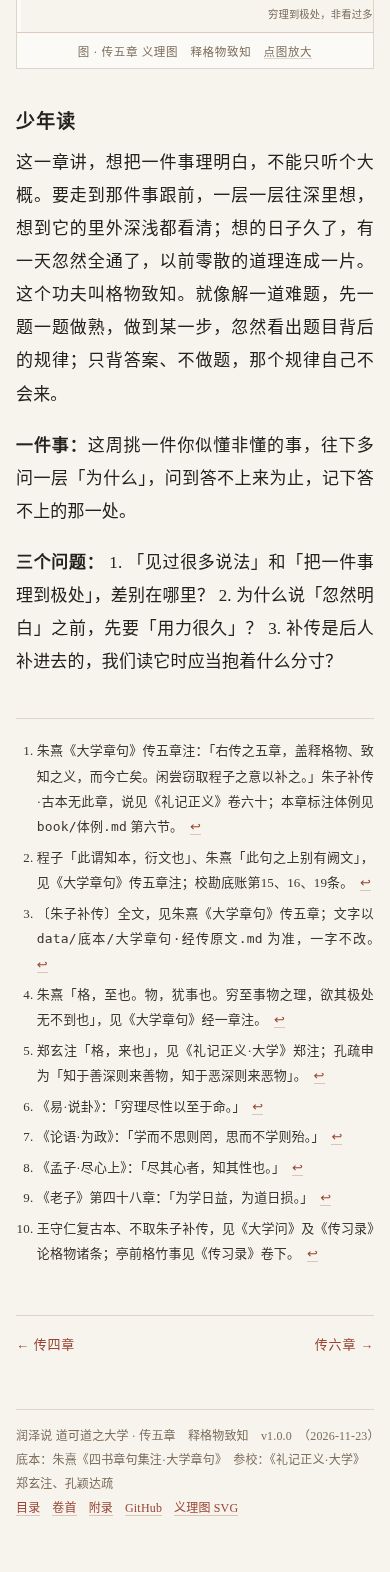 穷理到极处，非看过多
图 · 传五章 义理图　释格物致知　点图放大
少年读
这一章讲，想把一件事理明白，不能只听个大
概。要走到那件事跟前，一层一层往深里想，
想到它的里外深浅都看清；想的日子久了，有
一天忽然全通了，以前零散的道理连成一片。
这个功夫叫格物致知。就像解一道难题，先一
题一题做熟，做到某一步，忽然看出题目背后
的规律；只背答案、不做题，那个规律自己不
会来。
一件事：这周挑一件你似懂非懂的事，往下多
问一层「为什么」，问到答不上来为止，记下答
不上的那一处。
三个问题： 1. 「见过很多说法」和「把一件事
理到极处」，差别在哪里？ 2. 为什么说「忽然明
白」之前，先要「用力很久」？ 3. 补传是后人
补进去的，我们读它时应当抱着什么分寸？
1. 朱熹《大学章句》传五章注：「右传之五章，盖释格物、致
知之义，而今亡矣。闲尝窃取程子之意以补之。」朱子补传
·古本无此章，说见《礼记正义》卷六十；本章标注体例见
book/体例.md 第六节。 ↩
2. 程子「此谓知本，衍文也」、朱熹「此句之上别有阙文」，
见《大学章句》传五章注；校勘底账第15、16、19条。 ↩
3. 〔朱子补传〕全文，见朱熹《大学章句》传五章；文字以
data/底本/大学章句·经传原文.md 为准，一字不改。
↩
4. 朱熹「格，至也。物，犹事也。穷至事物之理，欲其极处
无不到也」，见《大学章句》经一章注。 ↩
5. 郑玄注「格，来也」，见《礼记正义·大学》郑注；孔疏申
为「知于善深则来善物，知于恶深则来恶物」。 ↩
6. 《易·说卦》：「穷理尽性以至于命。」 ↩
7. 《论语·为政》：「学而不思则罔，思而不学则殆。」 ↩
8. 《孟子·尽心上》：「尽其心者，知其性也。」 ↩
9. 《老子》第四十八章：「为学日益，为道日损。」 ↩
10. 王守仁复古本、不取朱子补传，见《大学问》及《传习录》
论格物诸条；亭前格竹事见《传习录》卷下。 ↩
← 传四章
传六章 →
润泽说 道可道之大学 · 传五章　释格物致知　v1.0.0 （2026-11-23）
底本：朱熹《四书章句集注·大学章句》 参校：《礼记正义·大学》
郑玄注、孔颖达疏
目录　卷首　附录　GitHub　义理图 SVG